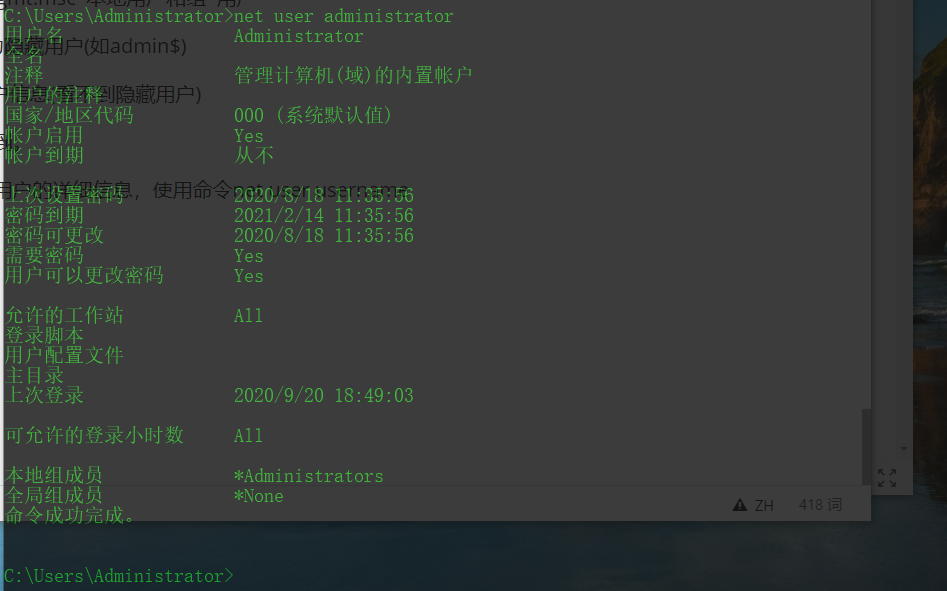 C:\Users\Administrator>net user administrator
用户名 Administrator
隐藏用户(如admin$)
全名
注释 管理计算机(域)的内置帐户
用户的注释
到隐藏用户)
国家/地区代码 000 (系统默认值)
帐户启用 Yes
帐户到期 从不
用户的详细信息，使用命令net user username
上次设置密码 2020/8/18 11:35:56
密码到期 2021/2/14 11:35:56
密码可更改 2020/8/18 11:35:56
需要密码 Yes
用户可以更改密码 Yes
允许的工作站 All
登录脚本
用户配置文件
主目录
上次登录 2020/9/20 18:49:03
可允许的登录小时数 All
本地组成员 *Administrators
全局组成员 *None
ZH 418 词
命令成功完成。
C:\Users\Administrator>